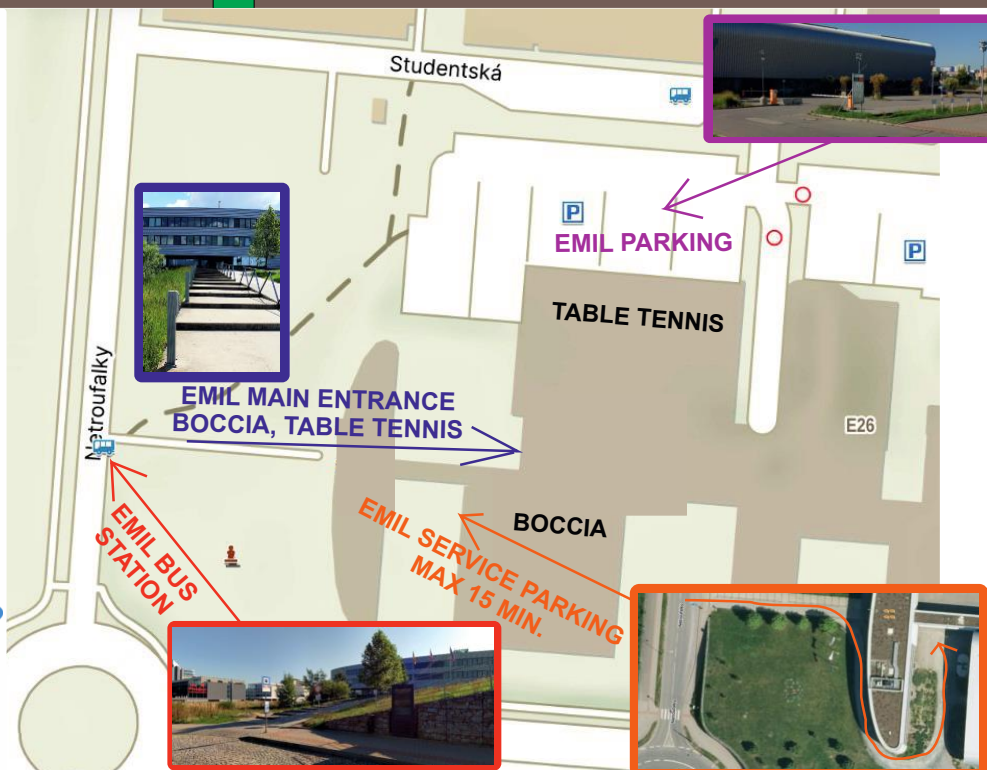 Studentská
P
EMIL PARKING
P
TABLE TENNIS
Netroufalky
EMIL MAIN ENTRANCE
BOCCIA, TABLE TENNIS
E26
EMIL BUS
STATION
BOCCIA
EMIL SERVICE PARKING
MAX 15 MIN.